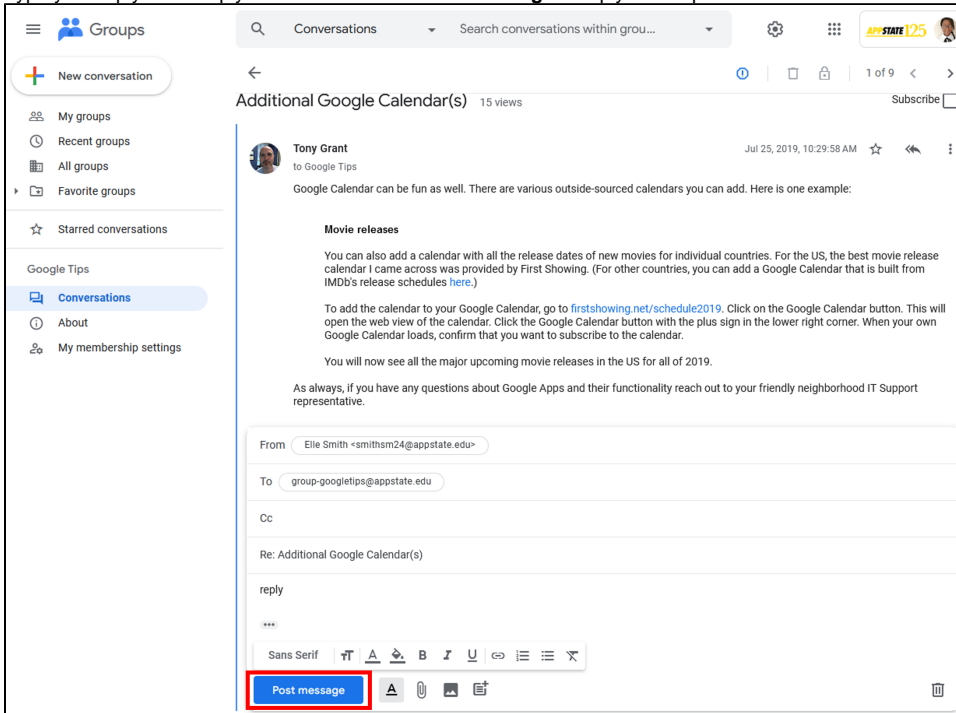 Groups
Conversations
Search conversations within grou...
APPSTATE 125
New conversation
1 of 9
Additional Google Calendar(s) 15 views
Subscribe
My groups
Recent groups
All groups
Favorite groups
Starred conversations
Google Tips
Conversations
About
My membership settings
Tony Grant
Jul 25, 2019, 10:29:58 AM
to Google Tips
Google Calendar can be fun as well. There are various outside-sourced calendars you can add. Here is one example:
Movie releases
You can also add a calendar with all the release dates of new movies for individual countries. For the US, the best movie release
calendar I came across was provided by First Showing. (For other countries, you can add a Google Calendar that is built from
IMDb's release schedules here.)
To add the calendar to your Google Calendar, go to firstshowing.net/schedule2019. Click on the Google Calendar button. This will
open the web view of the calendar. Click the Google Calendar button with the plus sign in the lower right corner. When your own
Google Calendar loads, confirm that you want to subscribe to the calendar.
You will now see all the major upcoming movie releases in the US for all of 2019.
As always, if you have any questions about Google Apps and their functionality reach out to your friendly neighborhood IT Support
representative.
From Elle Smith <smithsm24@appstate.edu>
To group-googletips@appstate.edu
Cc
Re: Additional Google Calendar(s)
reply
Sans Serif
Post message